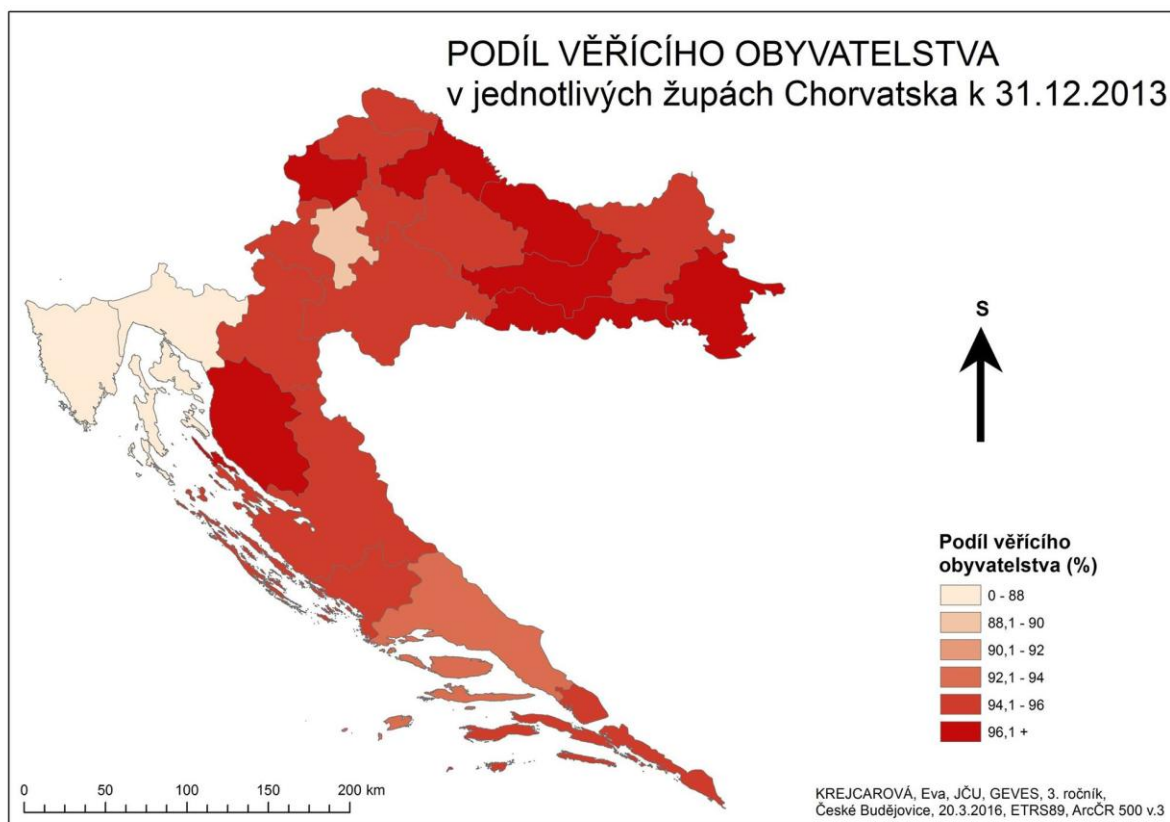 PODÍL VĚŘÍCÍHO OBYVATELSTVA
v jednotlivých župách Chorvatska k 31.12.2013
S
Podíl věřícího
obyvatelstva (%)
0 - 88
88,1 - 90
90,1 - 92
92,1 - 94
94,1 - 96
96,1 +
0 50 100 150 200 km
KREJCAROVÁ, Eva, JČU, GEVES, 3. ročník,
České Budějovice, 20.3.2016, ETRS89, ArcČR 500 v.3